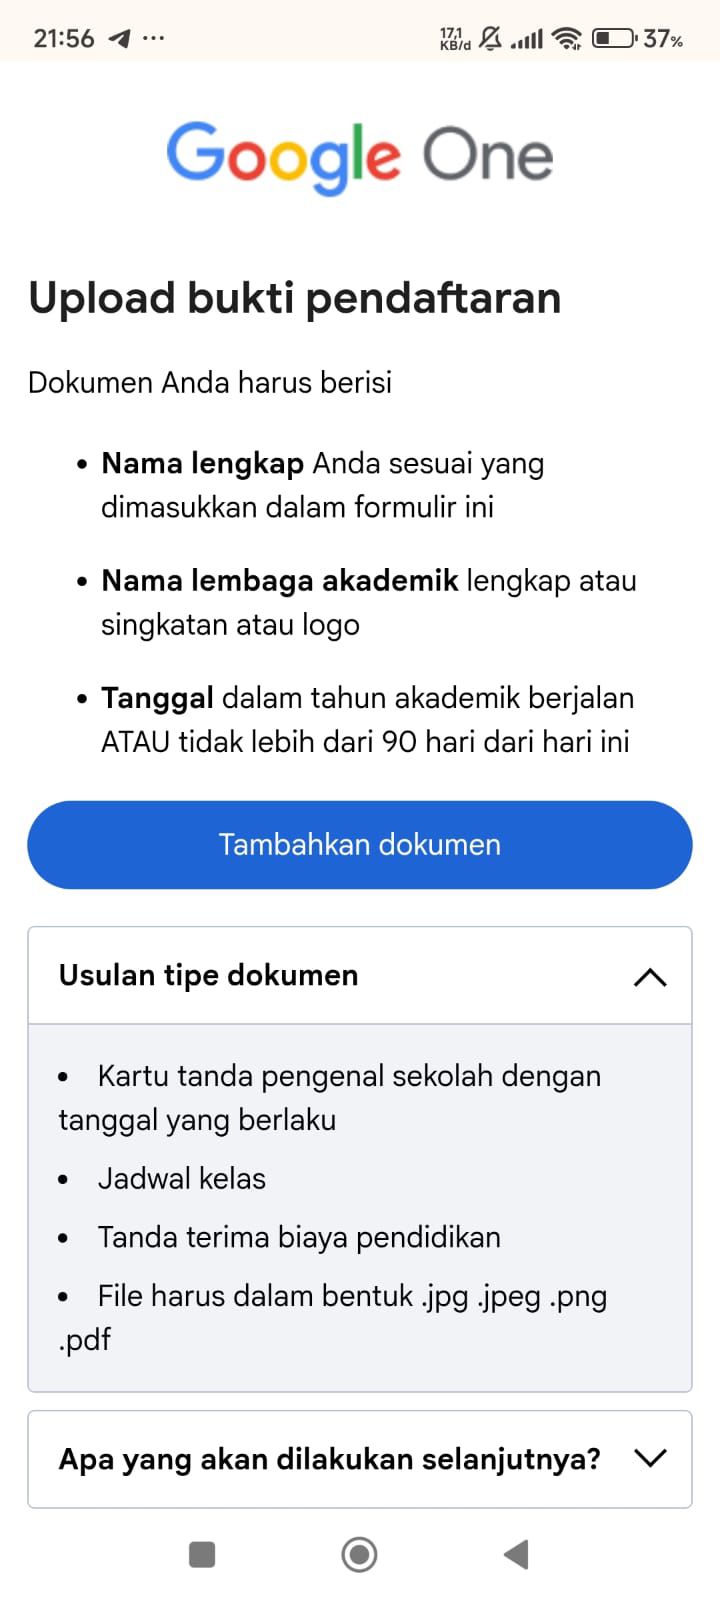 21:56
17,1 KB/d
37%
Google One
Upload bukti pendaftaran
Dokumen Anda harus berisi
• Nama lengkap Anda sesuai yang
dimasukkan dalam formulir ini
• Nama lembaga akademik lengkap atau
singkatan atau logo
• Tanggal dalam tahun akademik berjalan
ATAU tidak lebih dari 90 hari dari hari ini
Tambahkan dokumen
Usulan tipe dokumen
• Kartu tanda pengenal sekolah dengan
tanggal yang berlaku
• Jadwal kelas
• Tanda terima biaya pendidikan
• File harus dalam bentuk .jpg .jpeg .png
.pdf
Apa yang akan dilakukan selanjutnya?